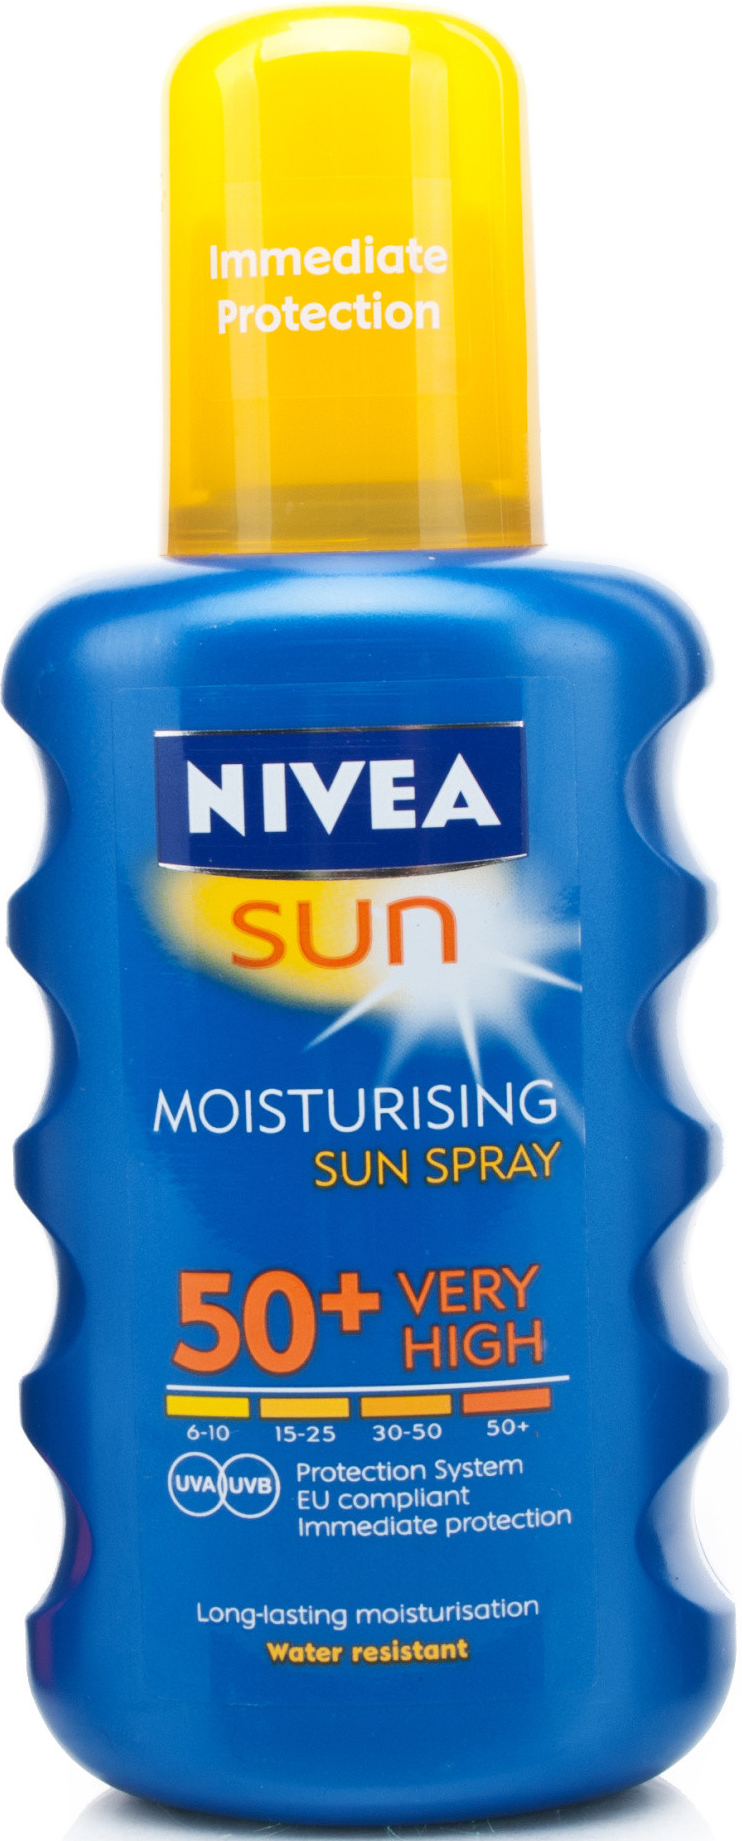 Immediate
Protection
NIVEA
sun
MOISTURISING
SUN SPRAY
50+ VERY
HIGH
6-10 15-25 30-50 50+
UVA UVB Protection System
EU compliant
Immediate protection
Long-lasting moisturisation
Water resistant